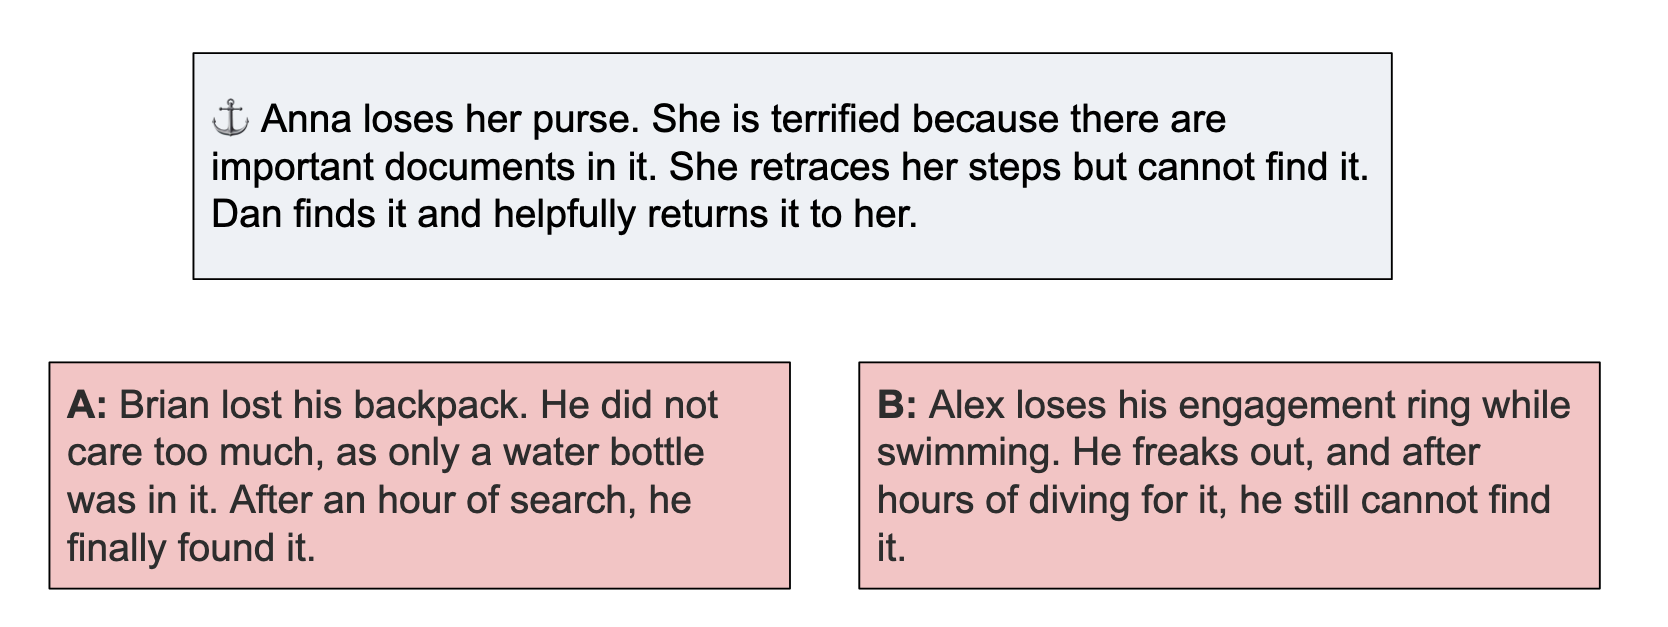 ⚓ Anna loses her purse. She is terrified because there are
important documents in it. She retraces her steps but cannot find it.
Dan finds it and helpfully returns it to her.
A: Brian lost his backpack. He did not
care too much, as only a water bottle
was in it. After an hour of search, he
finally found it.
B: Alex loses his engagement ring while
swimming. He freaks out, and after
hours of diving for it, he still cannot find
it.